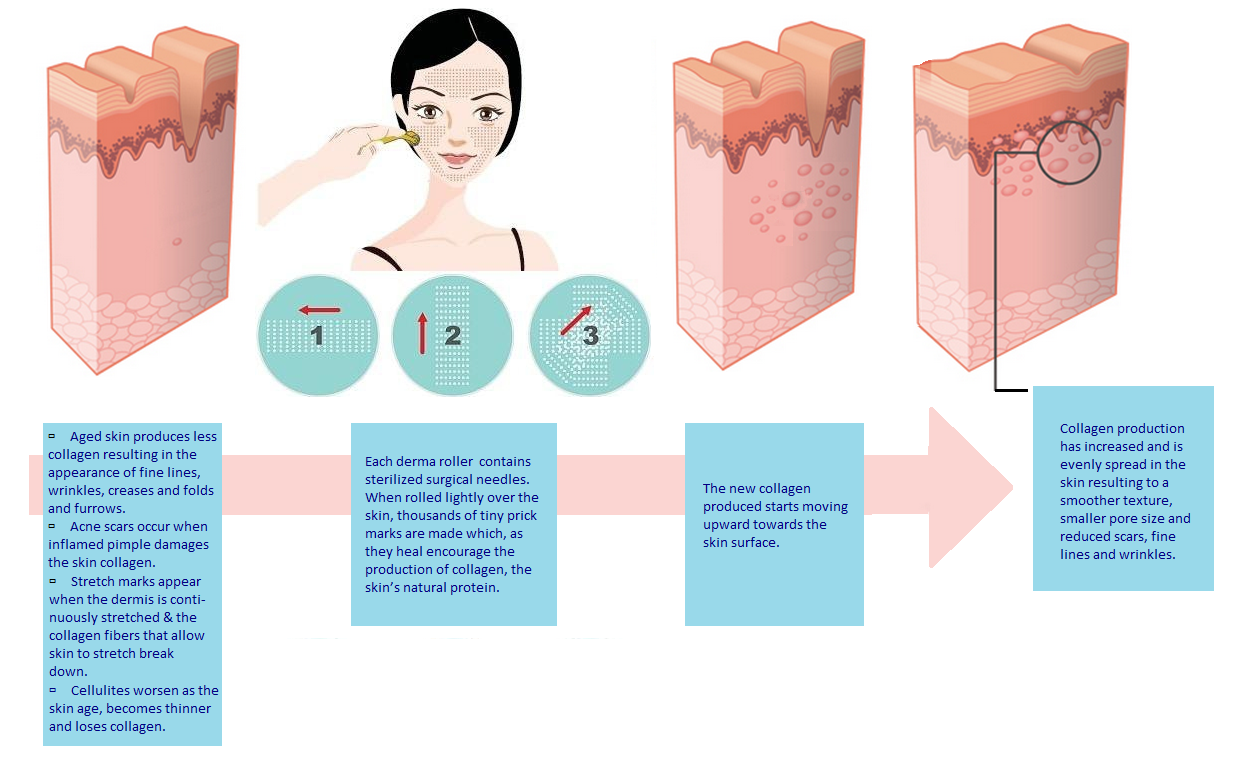 1
2
3
▫ Aged skin produces less
collagen resulting in the
appearance of fine lines,
wrinkles, creases and folds
and furrows.
▫ Acne scars occur when
inflamed pimple damages
the skin collagen.
▫ Stretch marks appear
when the dermis is conti-
nuously stretched & the
collagen fibers that allow
skin to stretch break
down.
▫ Cellulites worsen as the
skin age, becomes thinner
and loses collagen.
Each derma roller contains
sterilized surgical needles.
When rolled lightly over the
skin, thousands of tiny prick
marks are made which, as
they heal encourage the
production of collagen, the
skin’s natural protein.
The new collagen
produced starts moving
upward towards the
skin surface.
Collagen production
has increased and is
evenly spread in the
skin resulting to a
smoother texture,
smaller pore size and
reduced scars, fine
lines and wrinkles.